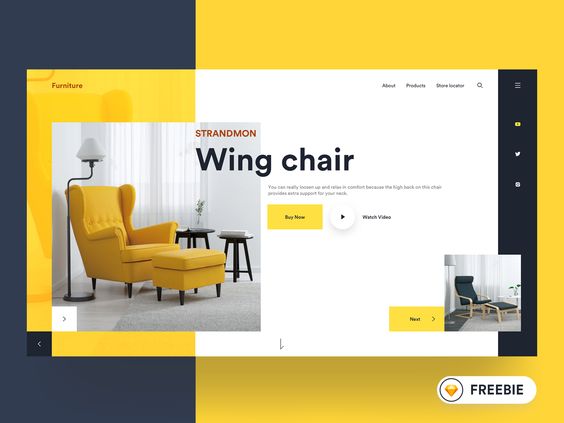 Furniture
About Products Store locator
STRANDMON
Wing chair
You can really loosen up and relax in comfort because the high back on this chair
provides extra support for your neck.
Buy Now
Watch Video
Next
FREEBIE